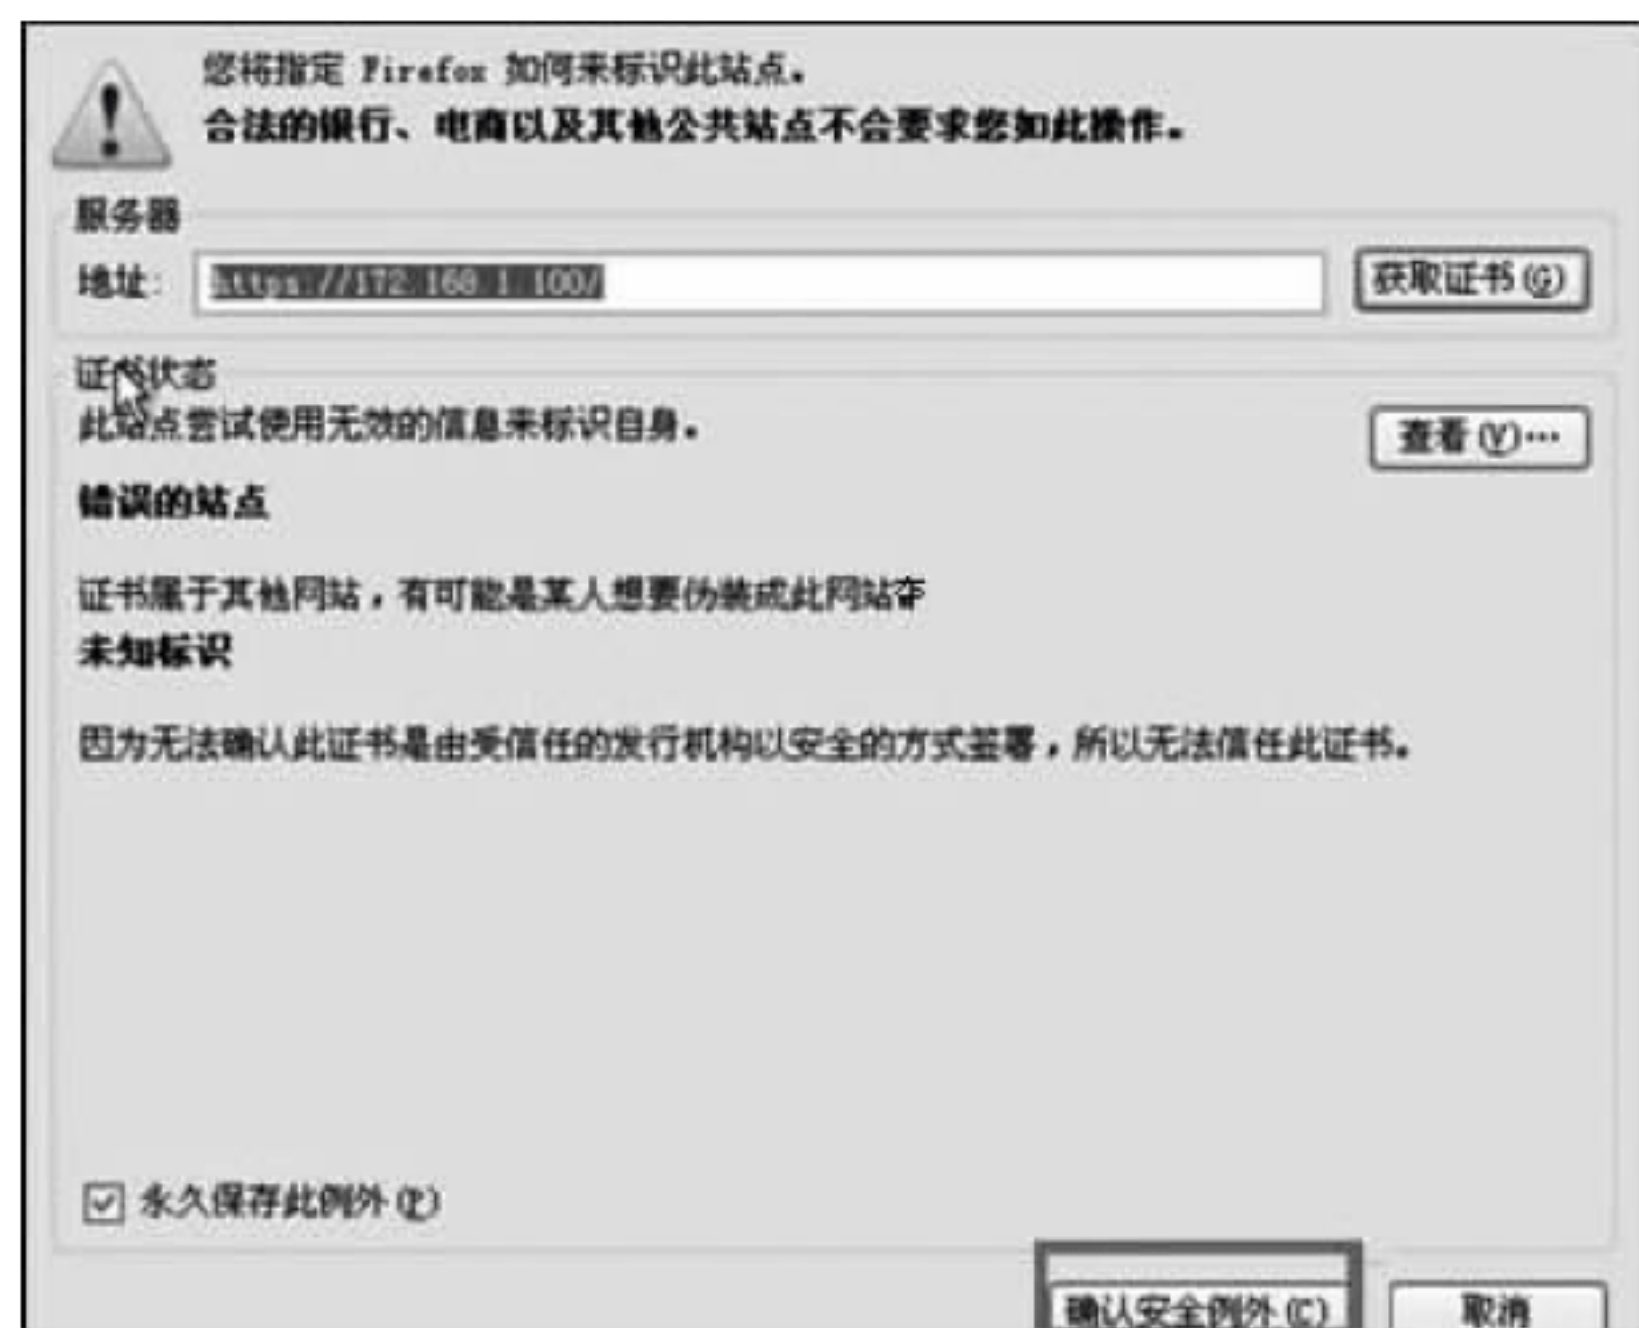 您将指定 Firefox 如何来标识此站点。
合法的银行、电商以及其他公共站点不会要求您如此操作。
服务器
地址: https://172.168.1.100/ 获取证书(G)
证书状态
此站点尝试使用无效的信息来标识自身。 查看(V)…
错误的站点
证书属于其他网站，有可能是某人想要伪装成此网站
未知标识
因为无法确认此证书是由受信任的发行机构以安全的方式签署，所以无法信任此证书。
永久保存此例外(P)
确认安全例外(C) 取消